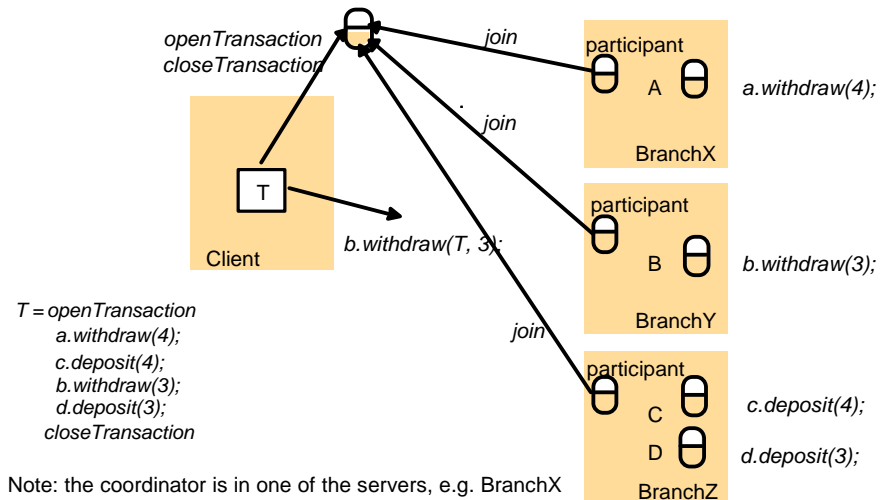 openTransaction
closeTransaction
join
participant
A
a.withdraw(4);
BranchX
join
T
Client
b.withdraw(T, 3);
participant
B
b.withdraw(3);
BranchY
join
participant
C
c.deposit(4);
D
d.deposit(3);
BranchZ
T = openTransaction
a.withdraw(4);
c.deposit(4);
b.withdraw(3);
d.deposit(3);
closeTransaction
Note: the coordinator is in one of the servers, e.g. BranchX